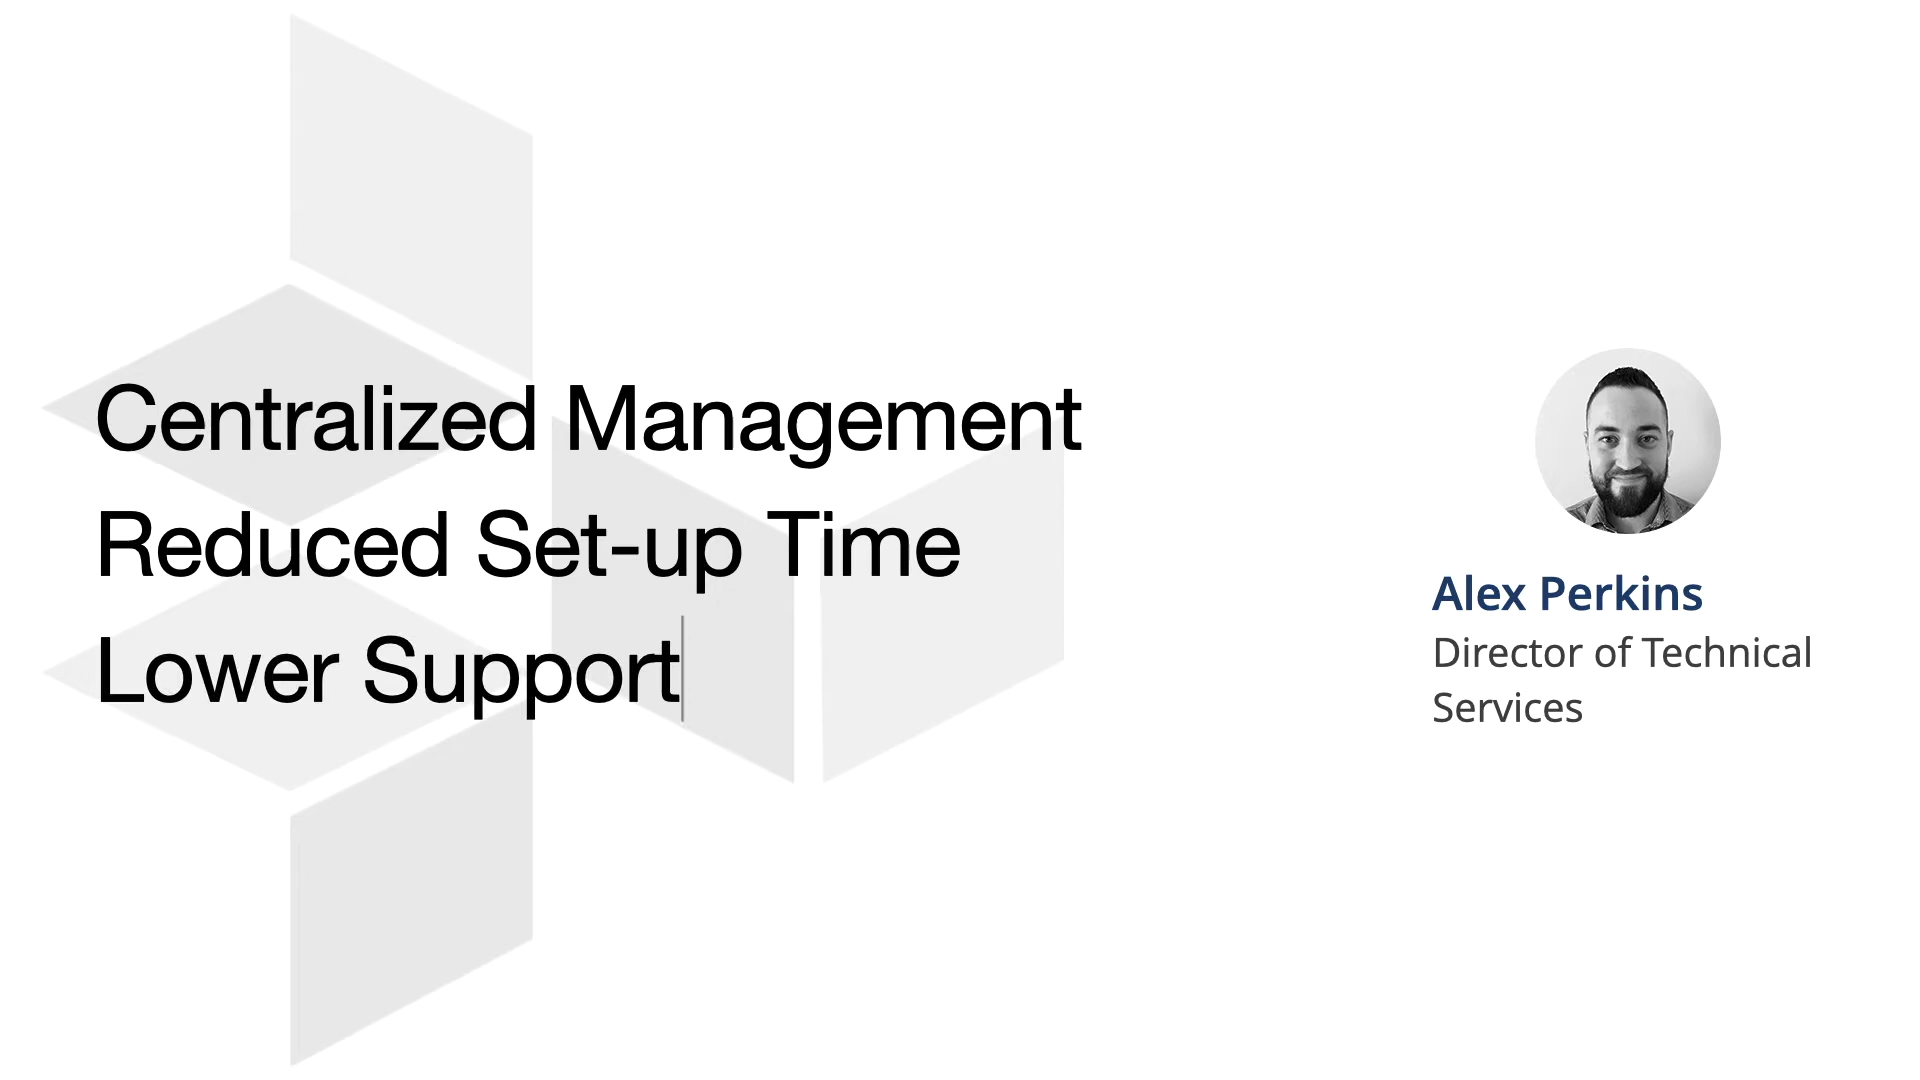 Centralized Management
Reduced Set-up Time
Lower Support
Alex Perkins
Director of Technical
Services